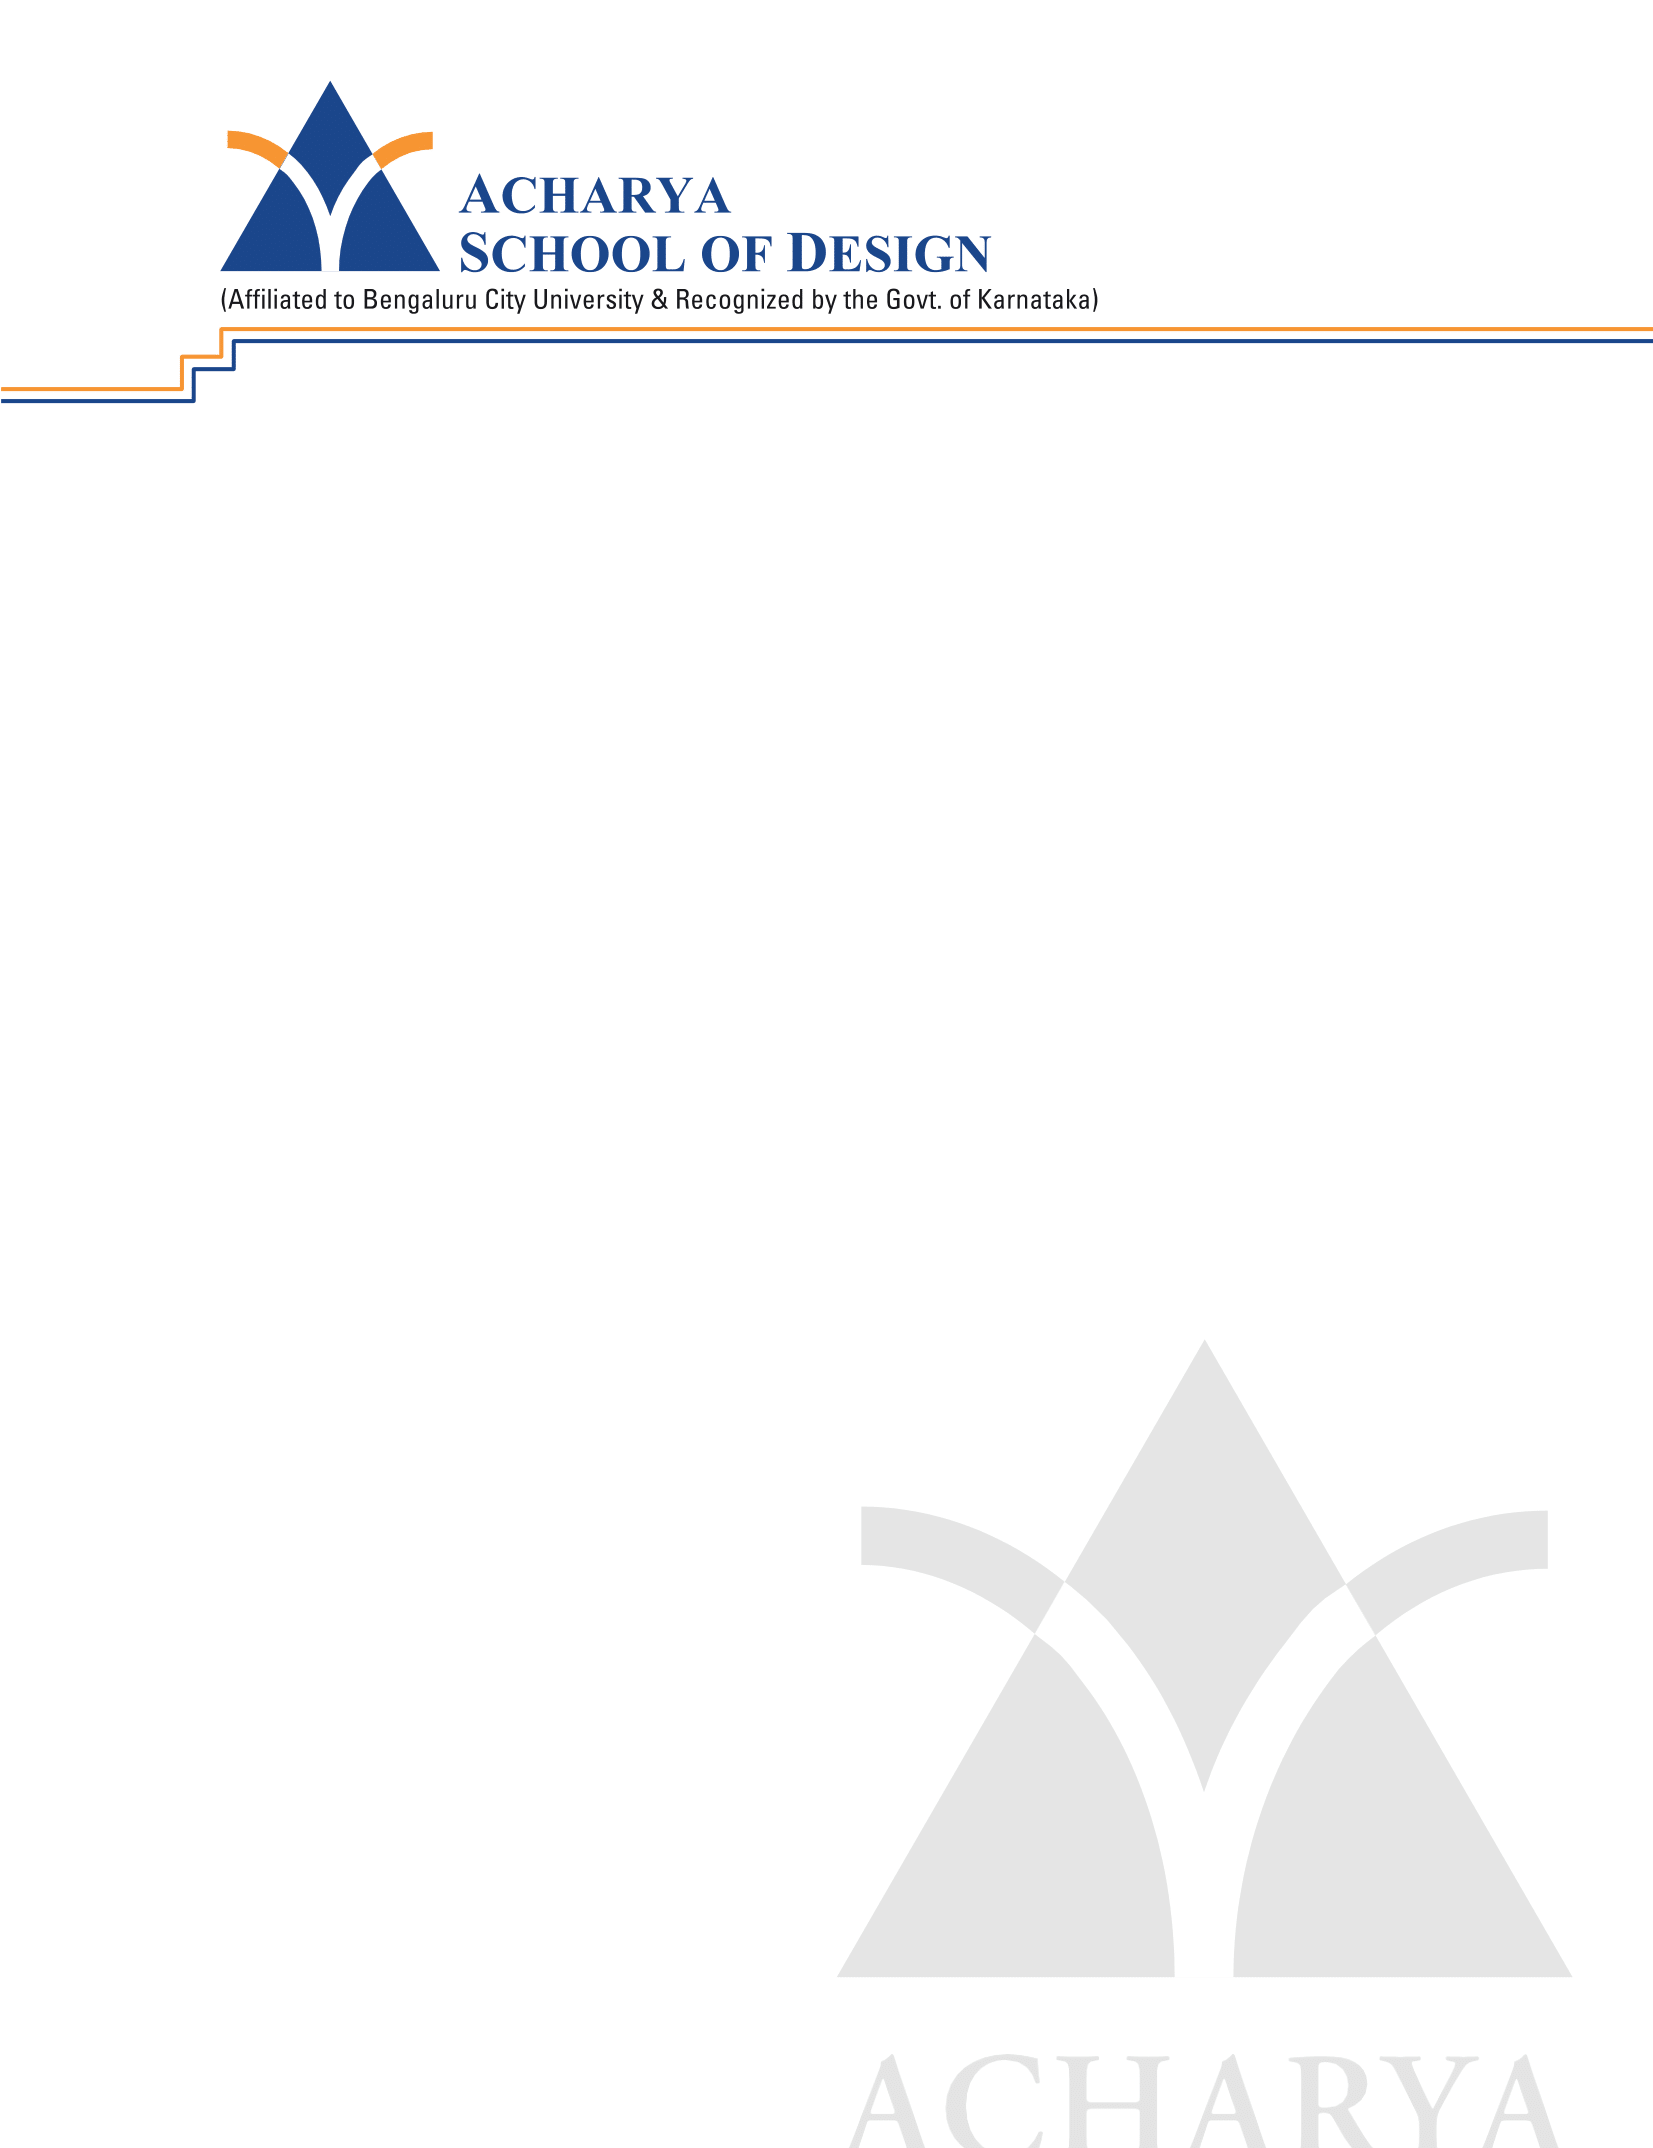 ACHARYA
SCHOOL OF DESIGN
(Affiliated to Bengaluru City University & Recognized by the Govt. of Karnataka)
ACHARYA